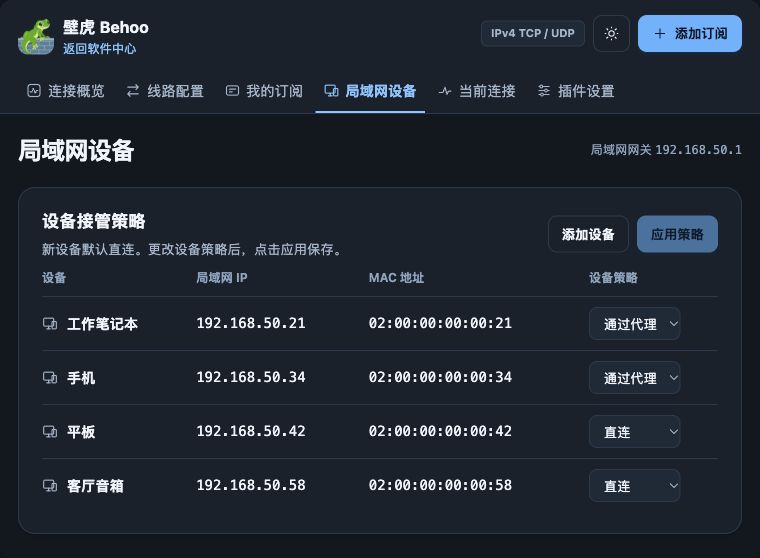 壁虎 Behoo
返回软件中心
IPv4 TCP / UDP
添加订阅
连接概览 线路配置 我的订阅 局域网设备 当前连接 插件设置
局域网设备
局域网网关 192.168.50.1
设备接管策略
新设备默认直连。更改设备策略后，点击应用保存。
添加设备
应用策略
设备 局域网 IP MAC 地址 设备策略
工作笔记本 192.168.50.21 02:00:00:00:00:21 通过代理
手机 192.168.50.34 02:00:00:00:00:34 通过代理
平板 192.168.50.42 02:00:00:00:00:42 直连
客厅音箱 192.168.50.58 02:00:00:00:00:58 直连